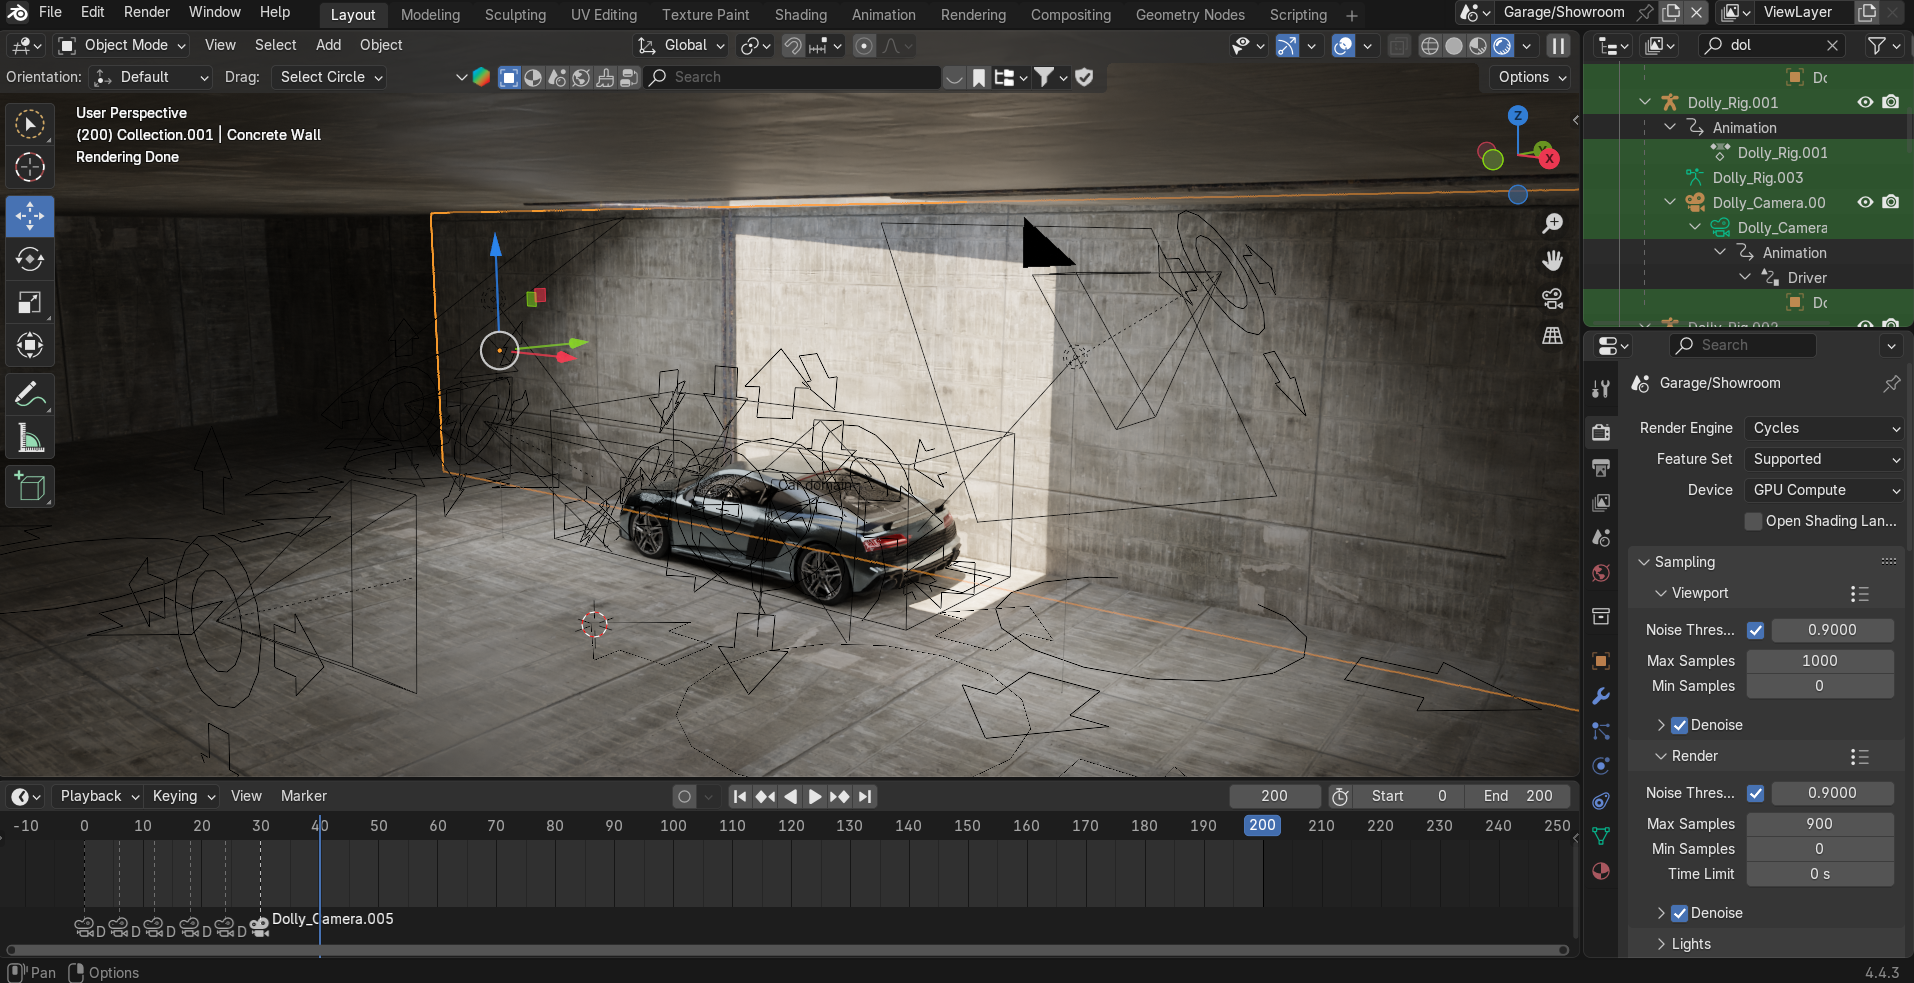 File Edit Render Window Help Layout Modeling Sculpting UV Editing Texture Paint Shading Animation Rendering Compositing Geometry Nodes Scripting + Garage/Showroom ViewLayer
Object Mode View Select Add Object Global dol
Orientation: Default Drag: Select Circle Search Options
User Perspective
(200) Collection.001 | Concrete Wall
Rendering Done
Z
X
Car domain
Dolly_Rig.001
Animation
Dolly_Rig.001
Dolly_Rig.003
Dolly_Camera.00
Dolly_Camera
Animation
Driver
Search
Garage/Showroom
Render Engine Cycles
Feature Set Supported
Device GPU Compute
Open Shading Lan...
Sampling
Viewport
Noise Thres... 0.9000
Max Samples 1000
Min Samples 0
Denoise
Render
Noise Thres... 0.9000
Max Samples 900
Min Samples 0
Time Limit 0 s
Denoise
Lights
Playback Keying View Marker 200 Start 0 End 200
-10 0 10 20 30 40 50 60 70 80 90 100 110 120 130 140 150 160 170 180 190 200 210 220 230 240 250
D D D D D Dolly_Camera.005
Pan Options 4.4.3